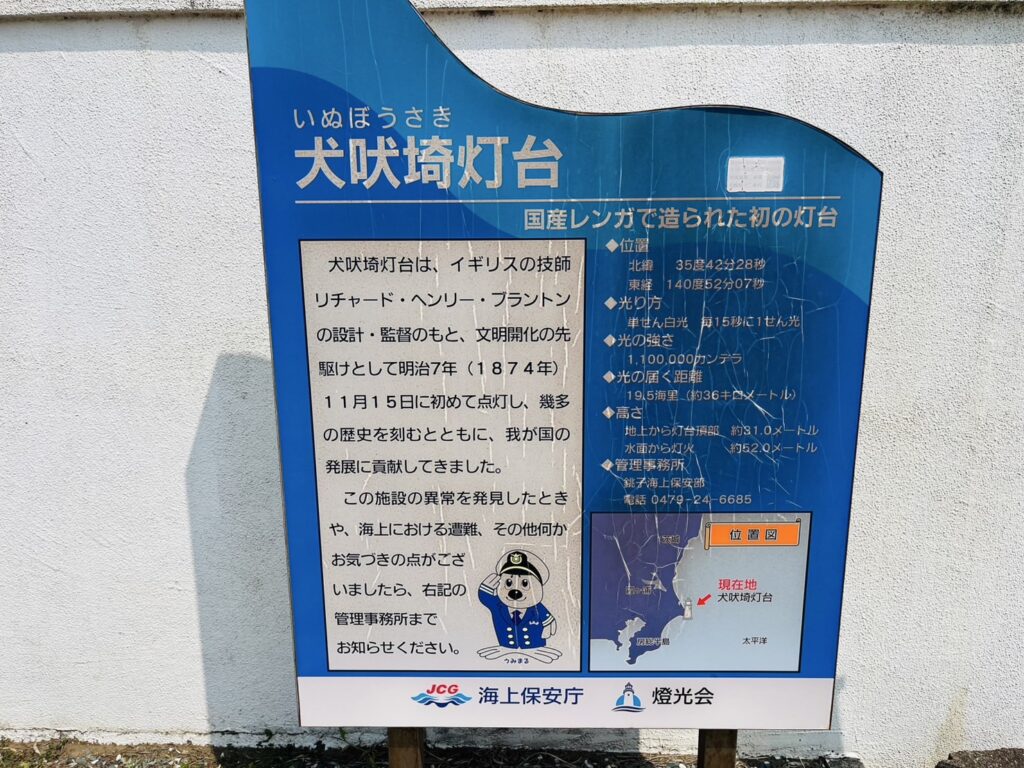 いぬぼうさき
犬吠埼灯台
国産レンガで造られた初の灯台
犬吠埼灯台は、イギリスの技師
リチャード・ヘンリー・ブラントン
の設計・監督のもと、文明開化の先
駆けとして明治7年（１８７４年）
１１月１５日に初めて点灯し、幾多
の歴史を刻むとともに、我が国の
発展に貢献してきました。
この施設の異常を発見したとき
や、海上における遭難、その他何か
お気づきの点がござ
いましたら、右記の
管理事務所まで
お知らせください。
うみまる
◆位置
北緯 35度42分28秒
東経 140度52分07秒
◆光り方
単せん白光 毎15秒に1せん光
◆光の強さ
1,100,000カンデラ
◆光の届く距離
19.5海里（約36キロメートル）
◆高さ
地上から灯台頂部 約31.0メートル
水面から灯火 約52.0メートル
◆管理事務所
銚子海上保安部
電話 0479-24-6685
位置図
茨城
現在地
犬吠埼灯台
房総半島
太平洋
JCG 海上保安庁
燈光会